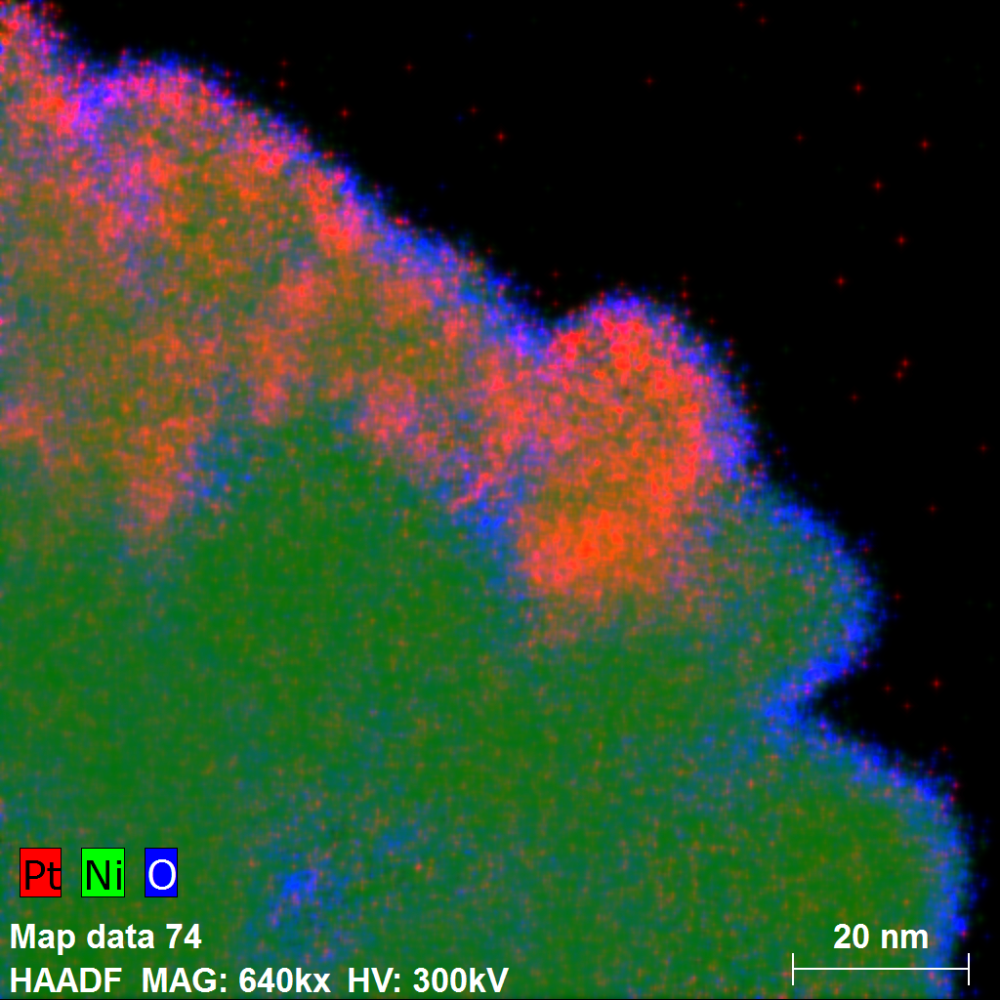 Pt Ni O
Map data 74
20 nm
HAADF MAG: 640kx HV: 300kV